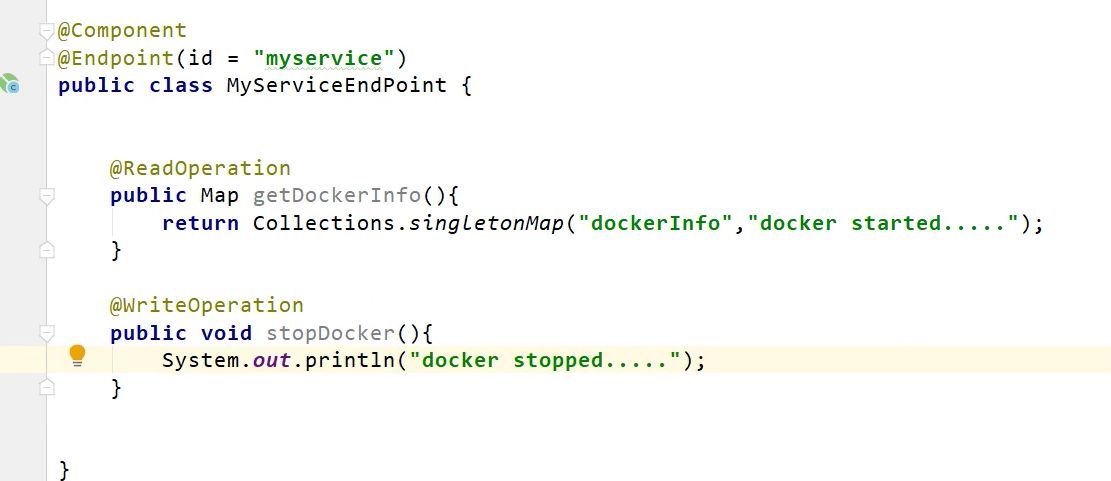 @Component
@Endpoint(id = "myservice")
public class MyServiceEndPoint {
@ReadOperation
public Map getDockerInfo(){
return Collections.singletonMap("dockerInfo","docker started.....");
}
@WriteOperation
public void stopDocker(){
System.out.println("docker stopped.....");
}
}